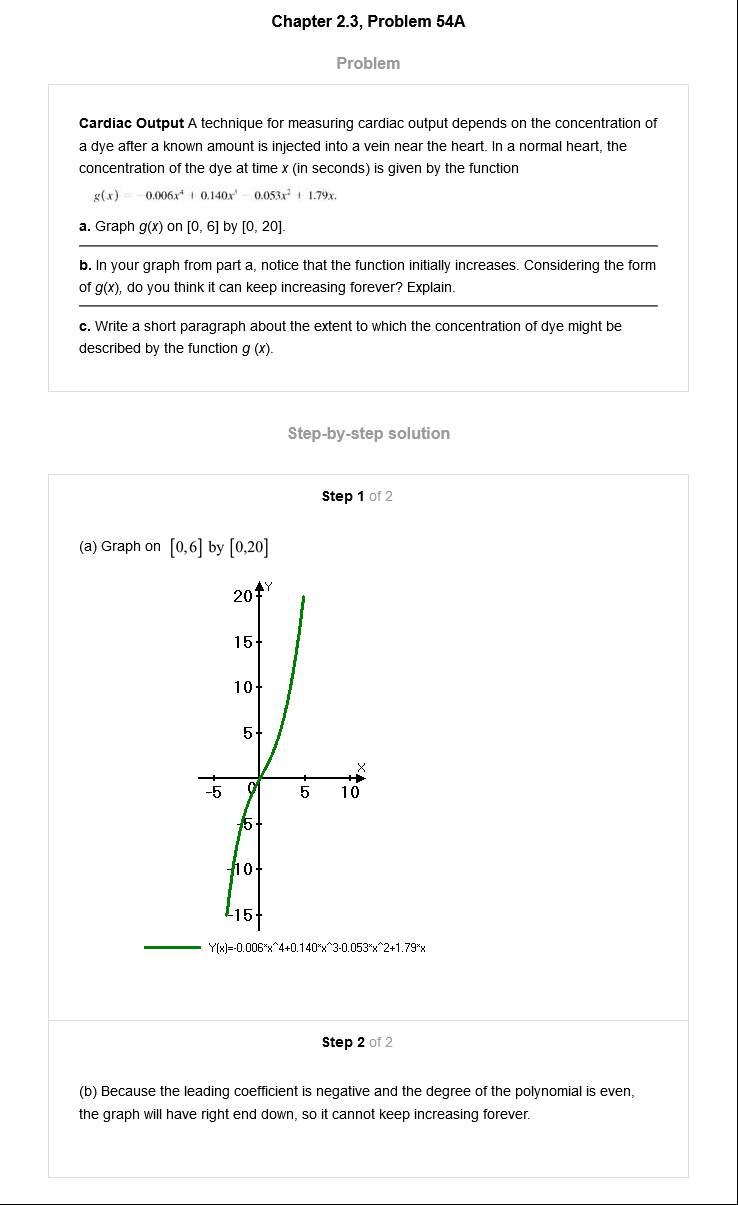 Chapter 2.3, Problem 54A
Problem
Cardiac Output A technique for measuring cardiac output depends on the concentration of
a dye after a known amount is injected into a vein near the heart. In a normal heart, the
concentration of the dye at time x (in seconds) is given by the function
g(x) = −0.006x⁴ + 0.140x³ − 0.053x² + 1.79x.
a. Graph g(x) on [0, 6] by [0, 20].
b. In your graph from part a, notice that the function initially increases. Considering the form
of g(x), do you think it can keep increasing forever? Explain.
c. Write a short paragraph about the extent to which the concentration of dye might be
described by the function g (x).
Step-by-step solution
Step 1 of 2
(a) Graph on [0,6] by [0,20]
Y
20
15
10
5
X
-5 0 5 10
-5
-10
-15
Y(x)=-0.006*x^4+0.140*x^3-0.053*x^2+1.79*x
Step 2 of 2
(b) Because the leading coefficient is negative and the degree of the polynomial is even,
the graph will have right end down, so it cannot keep increasing forever.